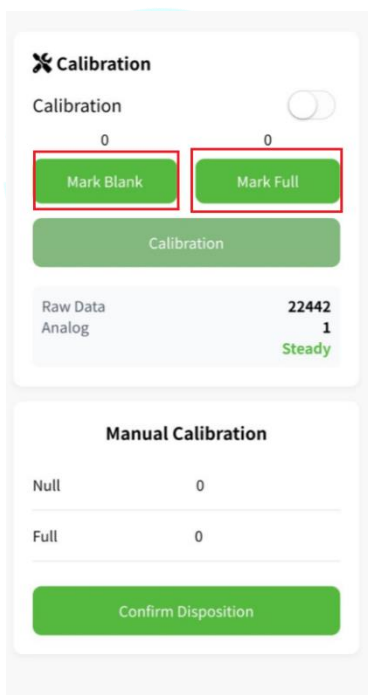 Calibration
Calibration
0 0
Mark Blank Mark Full
Calibration
Raw Data 22442
Analog 1
Steady
Manual Calibration
Null 0
Full 0
Confirm Disposition